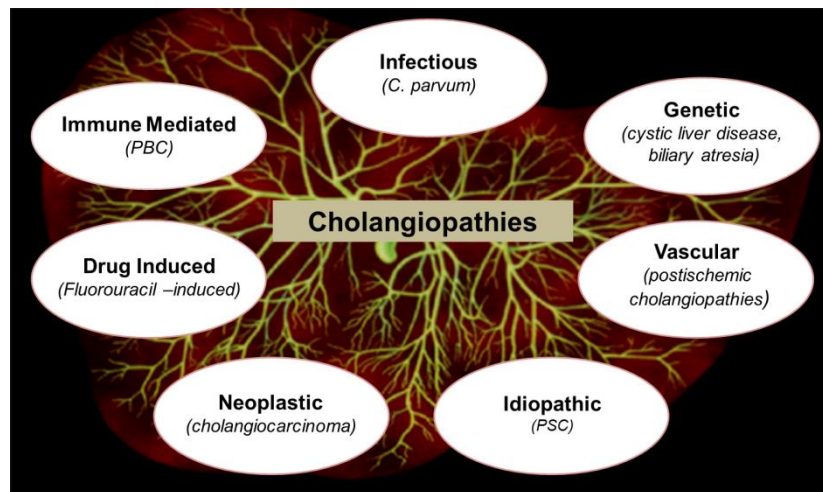 Infectious
(C. parvum)
Immune Mediated
(PBC)
Genetic
(cystic liver disease,
biliary atresia)
Cholangiopathies
Drug Induced
(Fluorouracil –induced)
Vascular
(postischemic
cholangiopathies)
Neoplastic
(cholangiocarcinoma)
Idiopathic
(PSC)